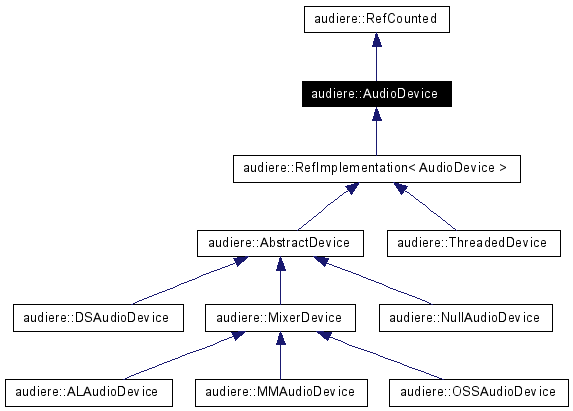 audiere::RefCounted
audiere::AudioDevice
audiere::RefImplementation< AudioDevice >
audiere::AbstractDevice
audiere::ThreadedDevice
audiere::DSAudioDevice
audiere::MixerDevice
audiere::NullAudioDevice
audiere::ALAudioDevice
audiere::MMAudioDevice
audiere::OSSAudioDevice